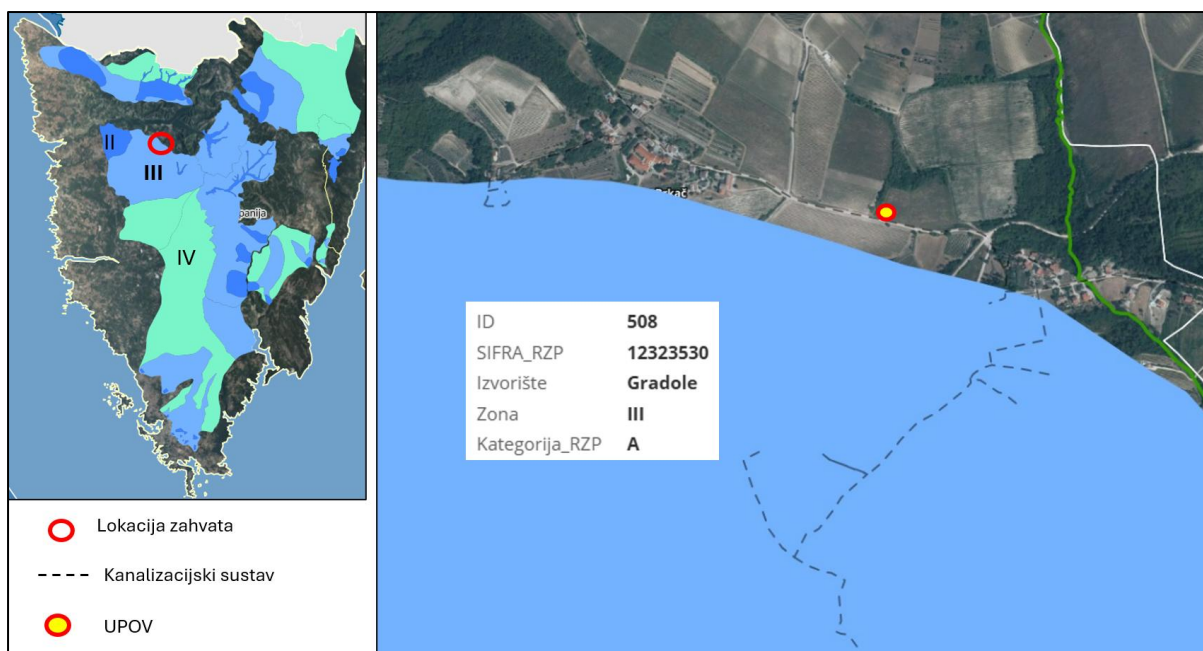 II
III
panija
IV
ID 508
SIFRA_RZP 12323530
Izvorište Gradole
Zona III
Kategorija_RZP A
Lokacija zahvata
Kanalizacijski sustav
UPOV